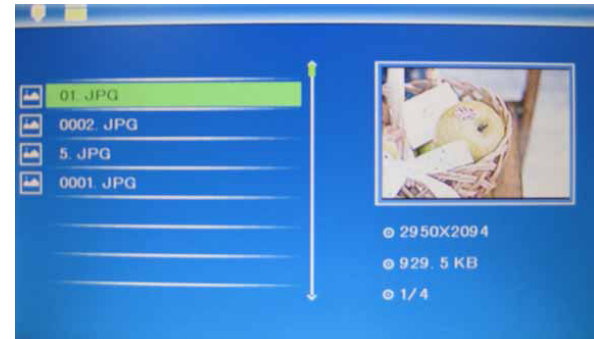 01. JPG
0002. JPG
5. JPG
0001. JPG
2950X2094
929. 5 KB
1/4